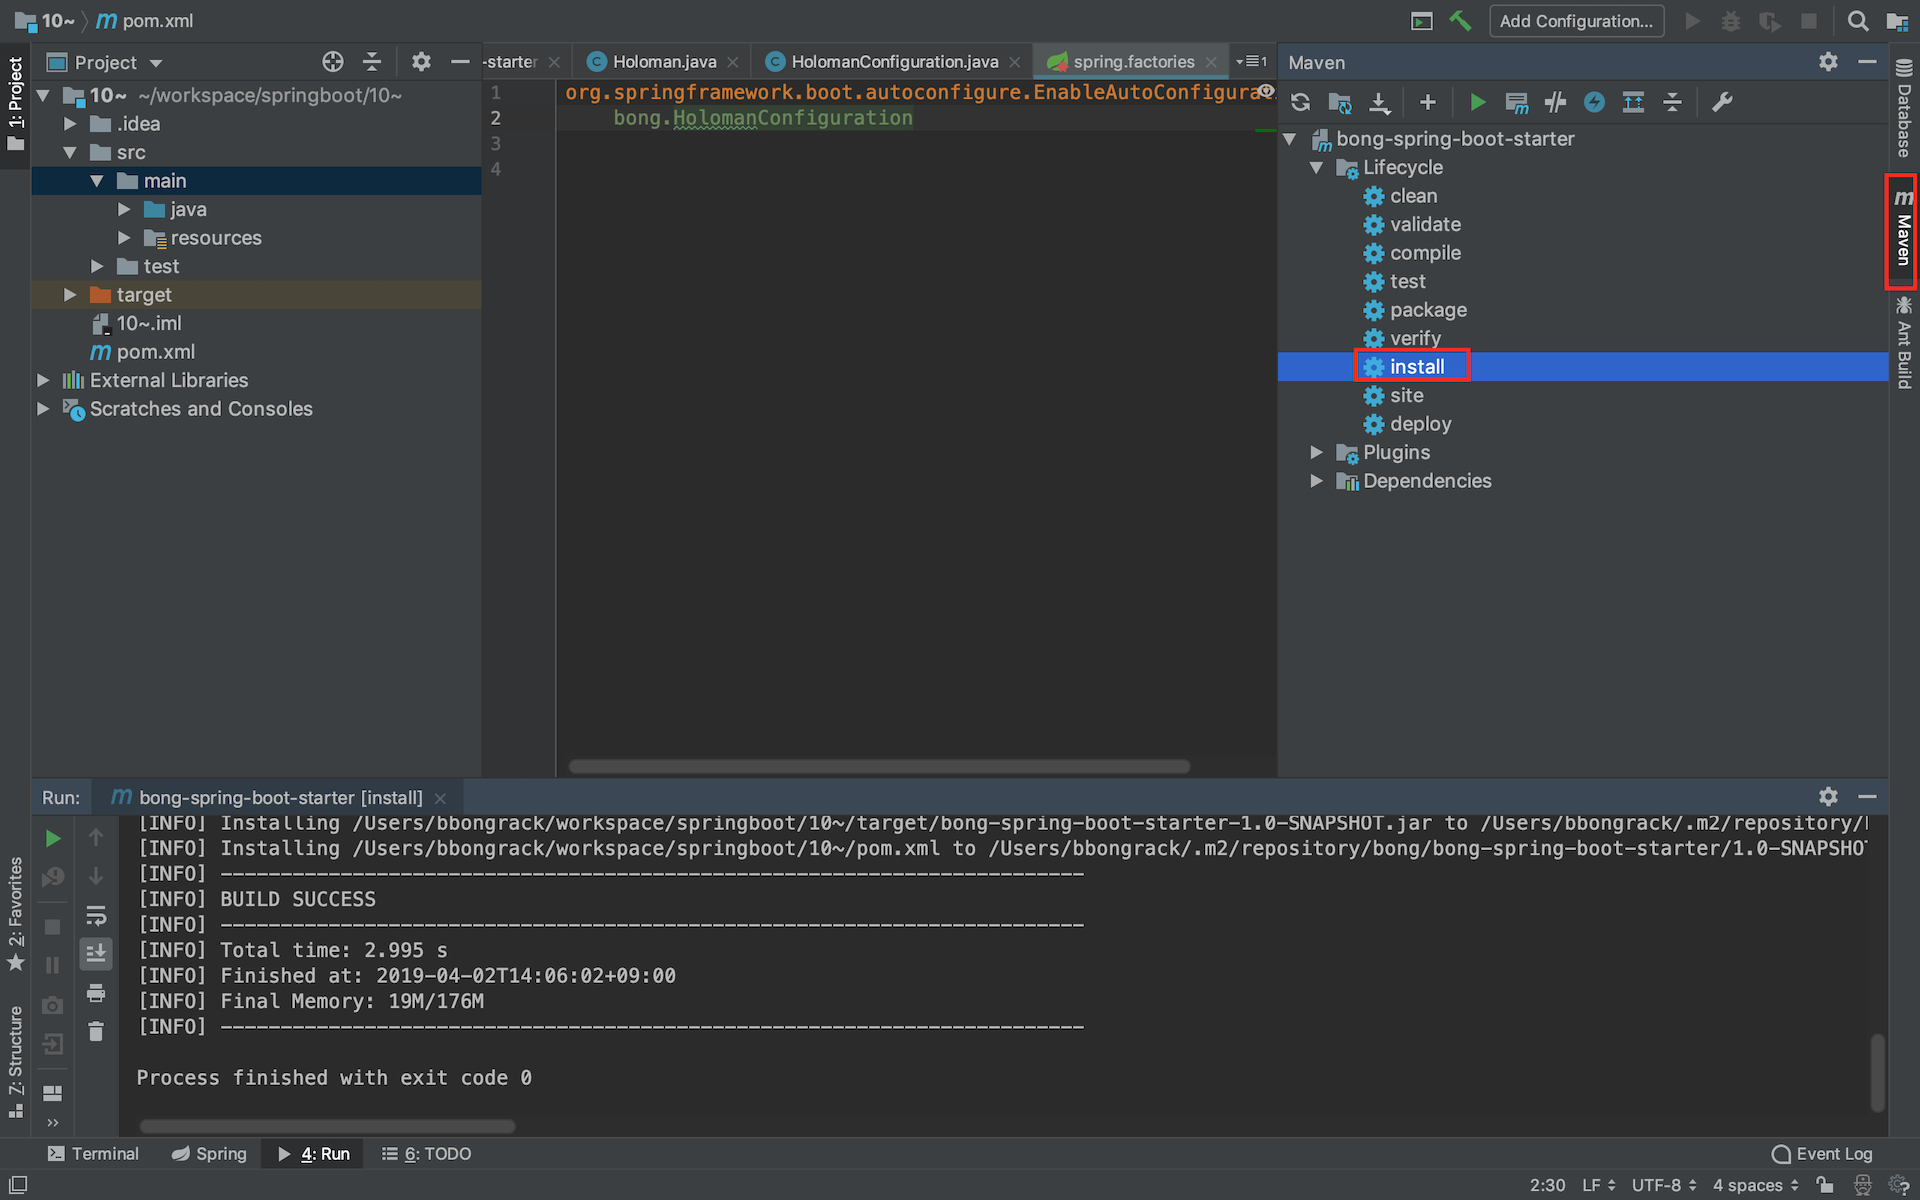 10~ pom.xml
Add Configuration...
1: Project
Project
10~ ~/workspace/springboot/10~
.idea
src
main
java
resources
test
target
10~.iml
pom.xml
External Libraries
Scratches and Consoles
-starter
Holoman.java
HolomanConfiguration.java
spring.factories
1
1 org.springframework.boot.autoconfigure.EnableAutoConfigurat
2 bong.HolomanConfiguration
3
4
Maven
bong-spring-boot-starter
Lifecycle
clean
validate
compile
test
package
verify
install
site
deploy
Plugins
Dependencies
Database
Maven
Ant Build
Run: bong-spring-boot-starter [install]
[INFO] Installing /Users/bbongrack/workspace/springboot/10~/target/bong-spring-boot-starter-1.0-SNAPSHOT.jar to /Users/bbongrack/.m2/repository/
[INFO] Installing /Users/bbongrack/workspace/springboot/10~/pom.xml to /Users/bbongrack/.m2/repository/bong/bong-spring-boot-starter/1.0-SNAPSHOT
[INFO] ------------------------------------------------------------------------
[INFO] BUILD SUCCESS
[INFO] ------------------------------------------------------------------------
[INFO] Total time: 2.995 s
[INFO] Finished at: 2019-04-02T14:06:02+09:00
[INFO] Final Memory: 19M/176M
[INFO] ------------------------------------------------------------------------
Process finished with exit code 0
2: Favorites
Z: Structure
Terminal
Spring
4: Run
6: TODO
Event Log
2:30 LF UTF-8 4 spaces